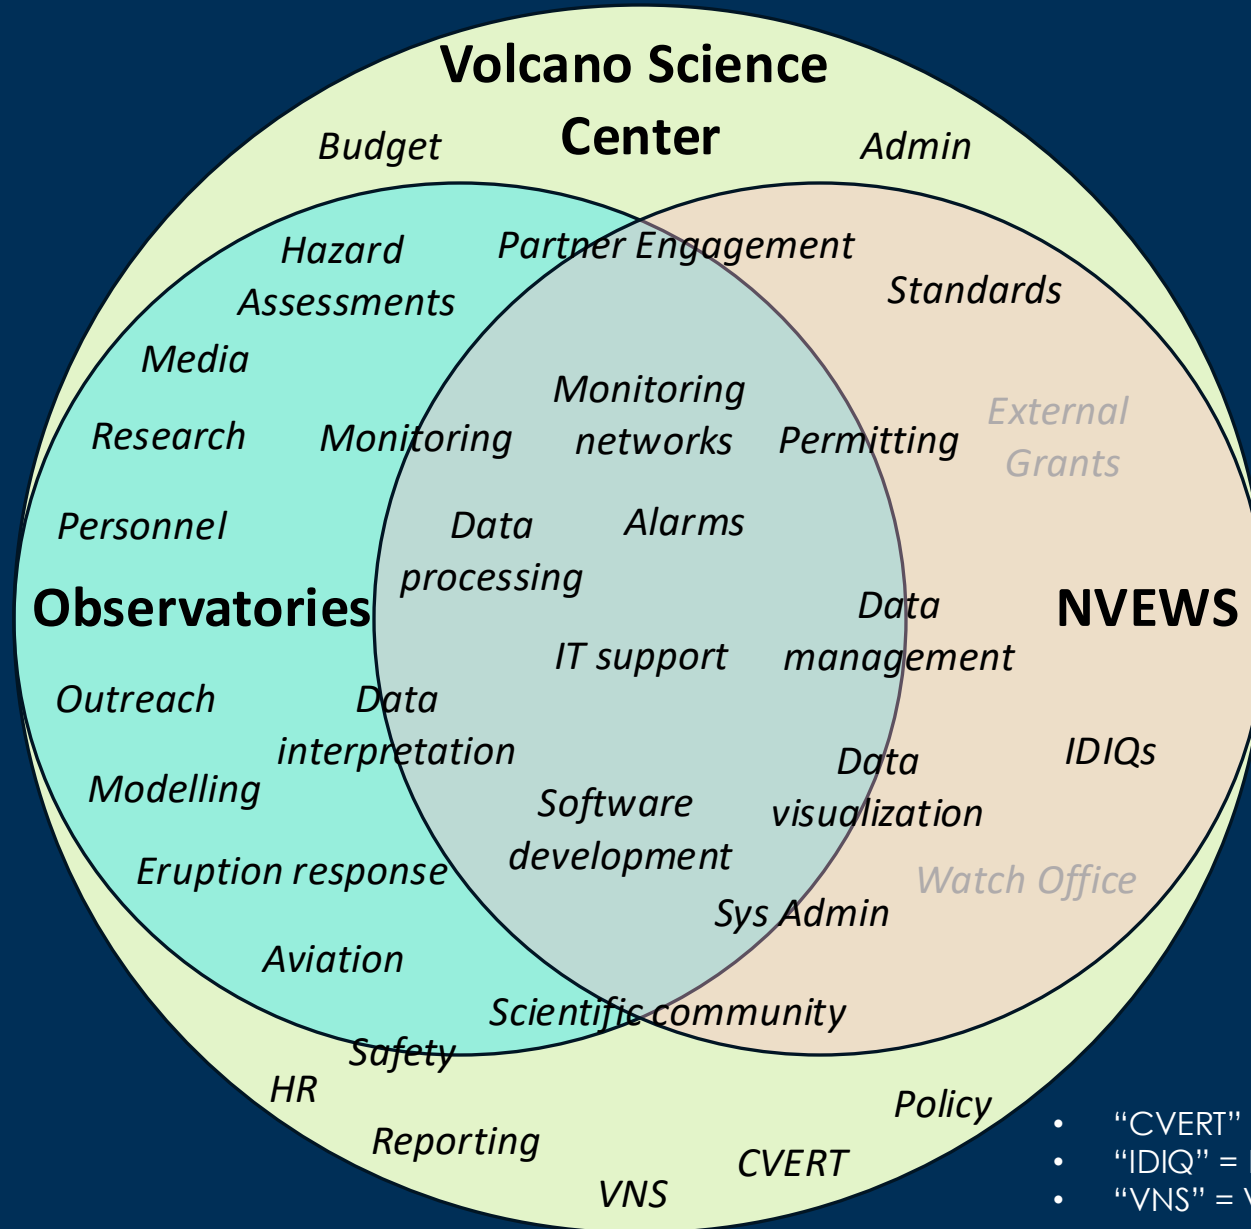 Volcano Science
Center
Budget
Admin
Hazard
Assessments
Partner Engagement
Standards
Media
Monitoring
networks
External
Grants
Research
Monitoring
Permitting
Personnel
Data
processing
Alarms
Observatories
Data
management
NVEWS
IT support
Outreach
Data
interpretation
Data
visualization
IDIQs
Modelling
Software
development
Eruption response
Watch Office
Sys Admin
Aviation
Scientific community
Safety
HR
Policy
Reporting
CVERT
VNS
• “CVERT”
• “IDIQ” =
• “VNS” =